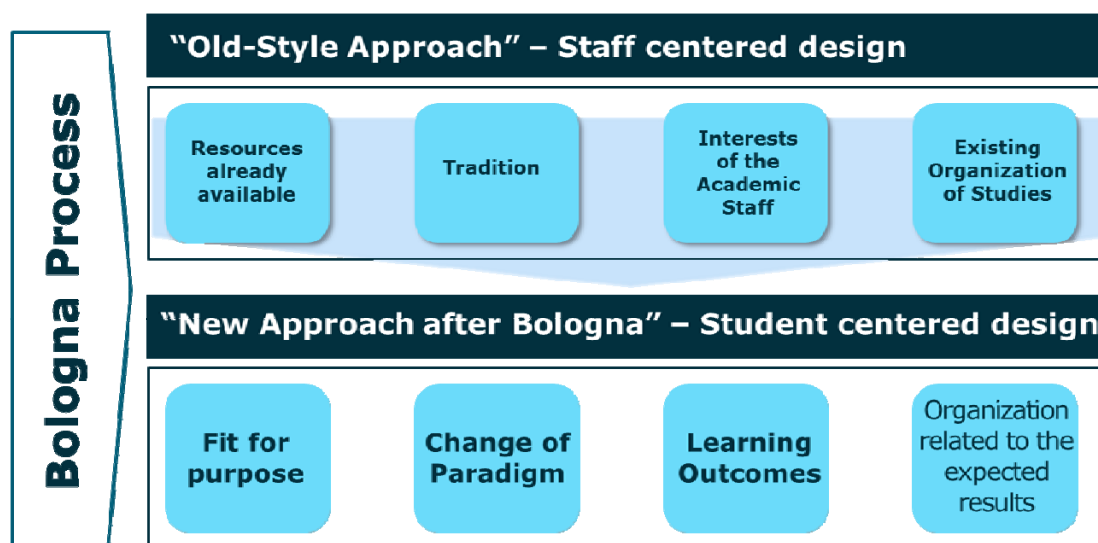 Bologna Process
“Old-Style Approach” – Staff centered design
Resources
already
available
Tradition
Interests
of the
Academic
Staff
Existing
Organization
of Studies
“New Approach after Bologna” – Student centered design
Fit for
purpose
Change of
Paradigm
Learning
Outcomes
Organization
related to the
expected
results